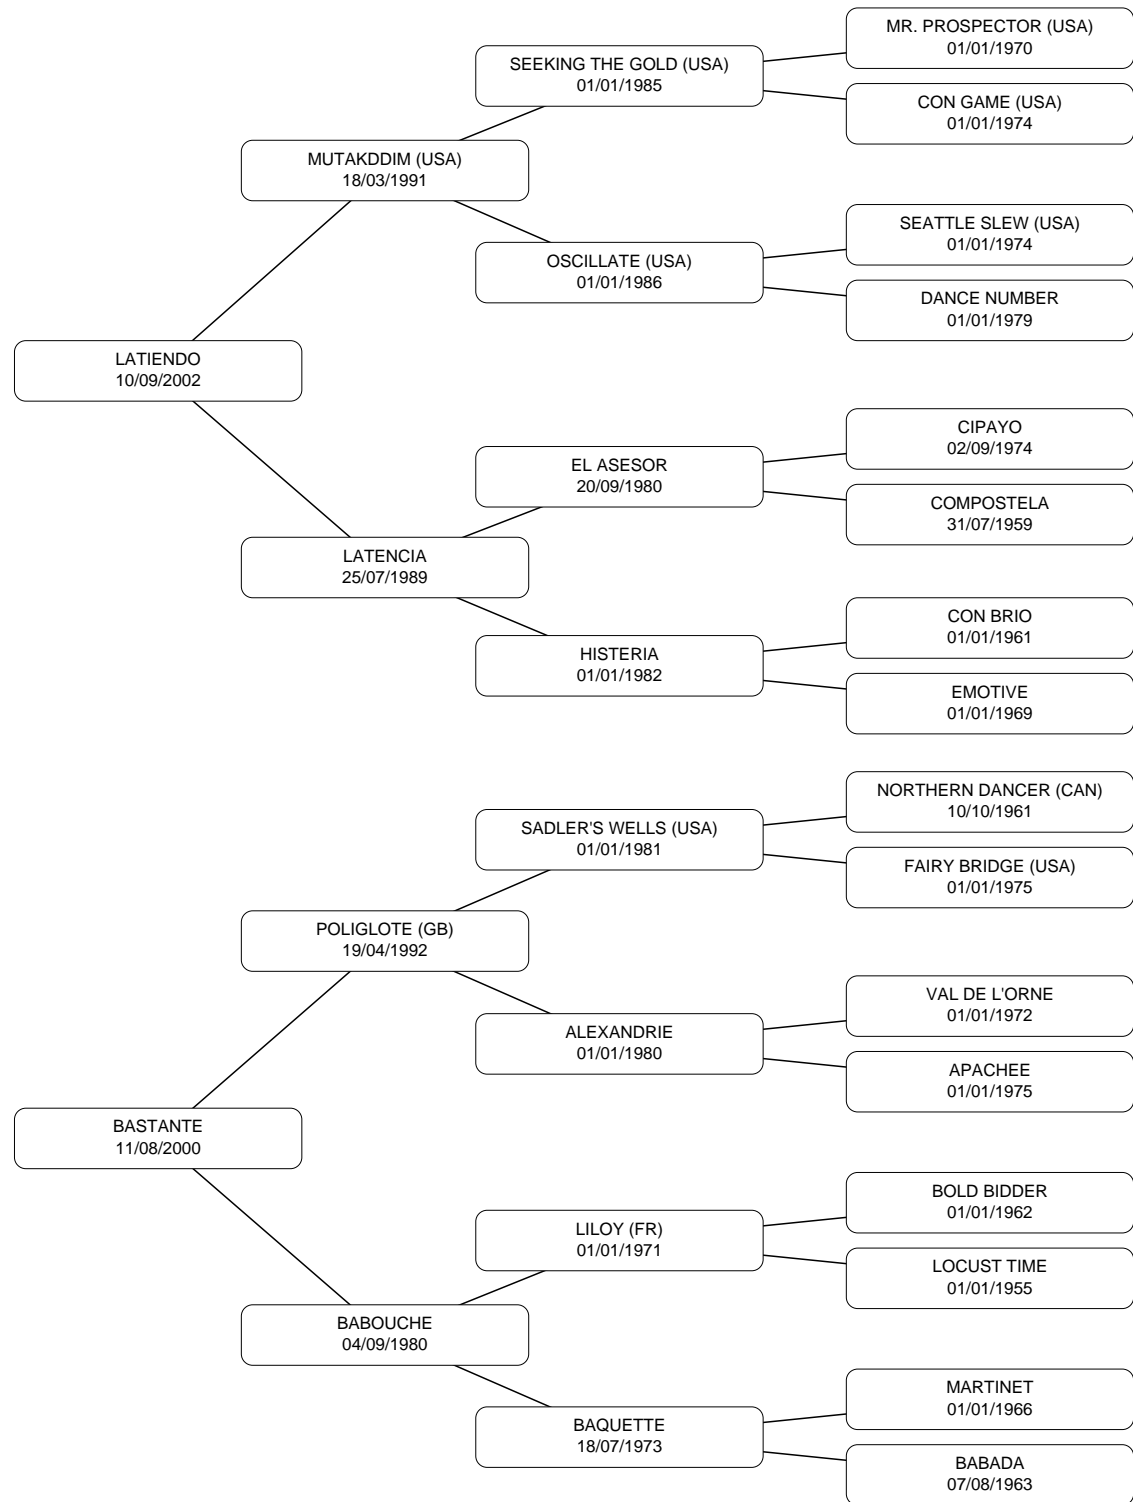 MR. PROSPECTOR (USA)
01/01/1970
SEEKING THE GOLD (USA)
01/01/1985
CON GAME (USA)
01/01/1974
MUTAKDDIM (USA)
18/03/1991
SEATTLE SLEW (USA)
01/01/1974
OSCILLATE (USA)
01/01/1986
DANCE NUMBER
01/01/1979
LATIENDO
10/09/2002
CIPAYO
02/09/1974
EL ASESOR
20/09/1980
COMPOSTELA
31/07/1959
LATENCIA
25/07/1989
CON BRIO
01/01/1961
HISTERIA
01/01/1982
EMOTIVE
01/01/1969
NORTHERN DANCER (CAN)
10/10/1961
SADLER'S WELLS (USA)
01/01/1981
FAIRY BRIDGE (USA)
01/01/1975
POLIGLOTE (GB)
19/04/1992
VAL DE L'ORNE
01/01/1972
ALEXANDRIE
01/01/1980
APACHEE
01/01/1975
BASTANTE
11/08/2000
BOLD BIDDER
01/01/1962
LILOY (FR)
01/01/1971
LOCUST TIME
01/01/1955
BABOUCHE
04/09/1980
MARTINET
01/01/1966
BAQUETTE
18/07/1973
BABADA
07/08/1963